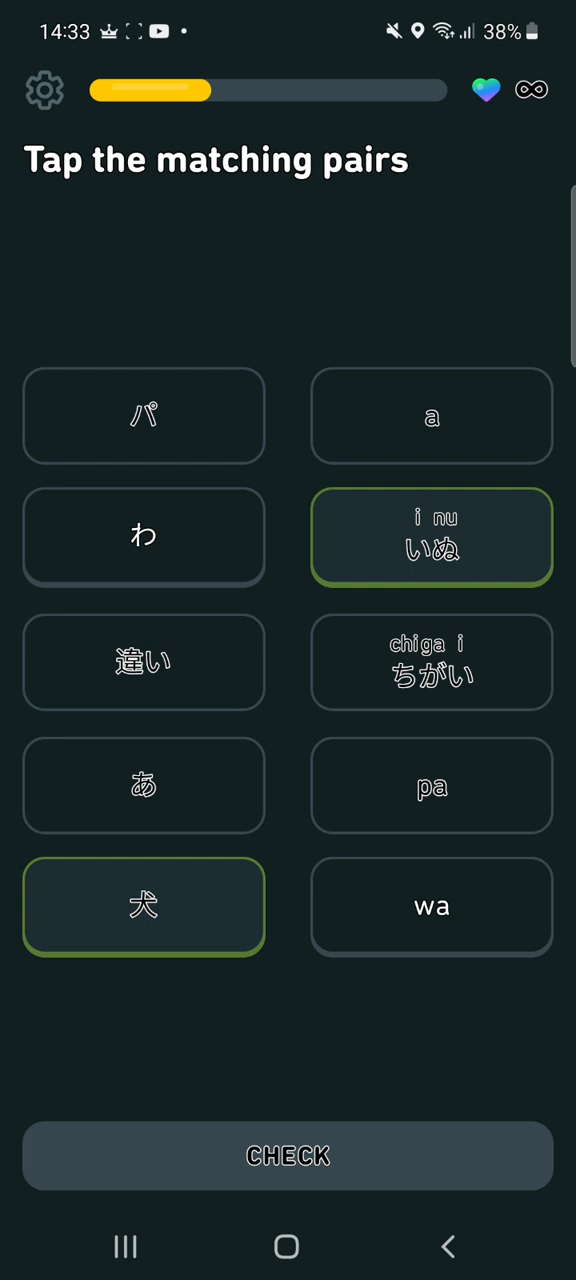 14:33
38%
Tap the matching pairs
パ
a
わ
i nu
いぬ
違い
chiga i
ちがい
あ
pa
犬
wa
CHECK